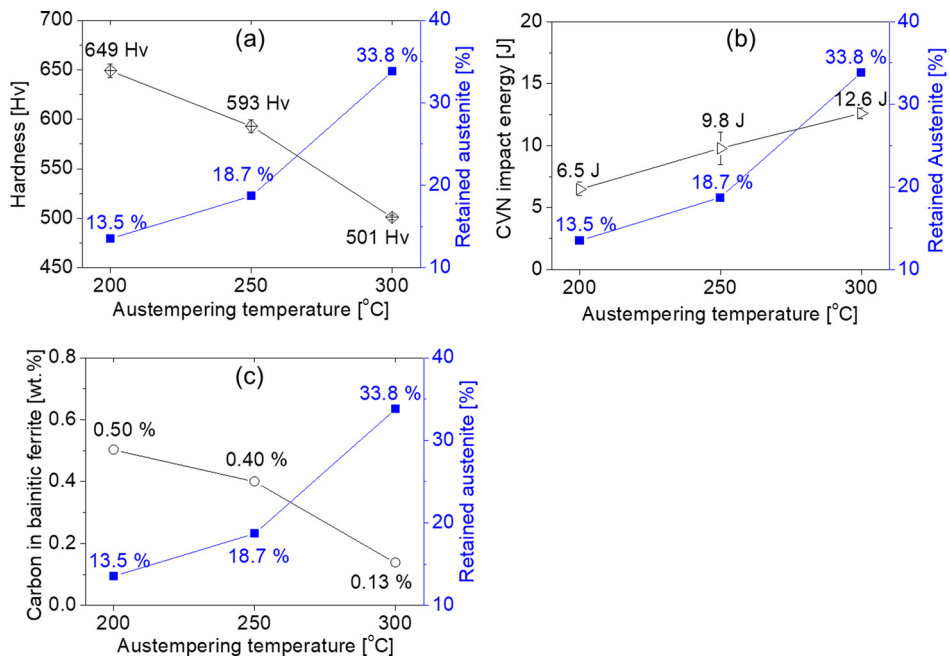 (a)
Hardness [Hv]
700
650
600
550
500
450
649 Hv
593 Hv
501 Hv
13.5 %
18.7 %
33.8 %
40
30
20
10
Retained austenite [%]
200
250
300
Austempering temperature [°C]
(b)
CVN impact energy [J]
20
15
10
5
0
6.5 J
9.8 J
12.6 J
13.5 %
18.7 %
33.8 %
40
30
20
10
Retained Austenite [%]
200
250
300
Austempering temperature [°C]
(c)
Carbon in bainitic ferrite [wt.%]
0.8
0.6
0.4
0.2
0.0
0.50 %
0.40 %
0.13 %
13.5 %
18.7 %
33.8 %
40
30
20
10
Retained austenite [%]
200
250
300
Austempering temperature [°C]